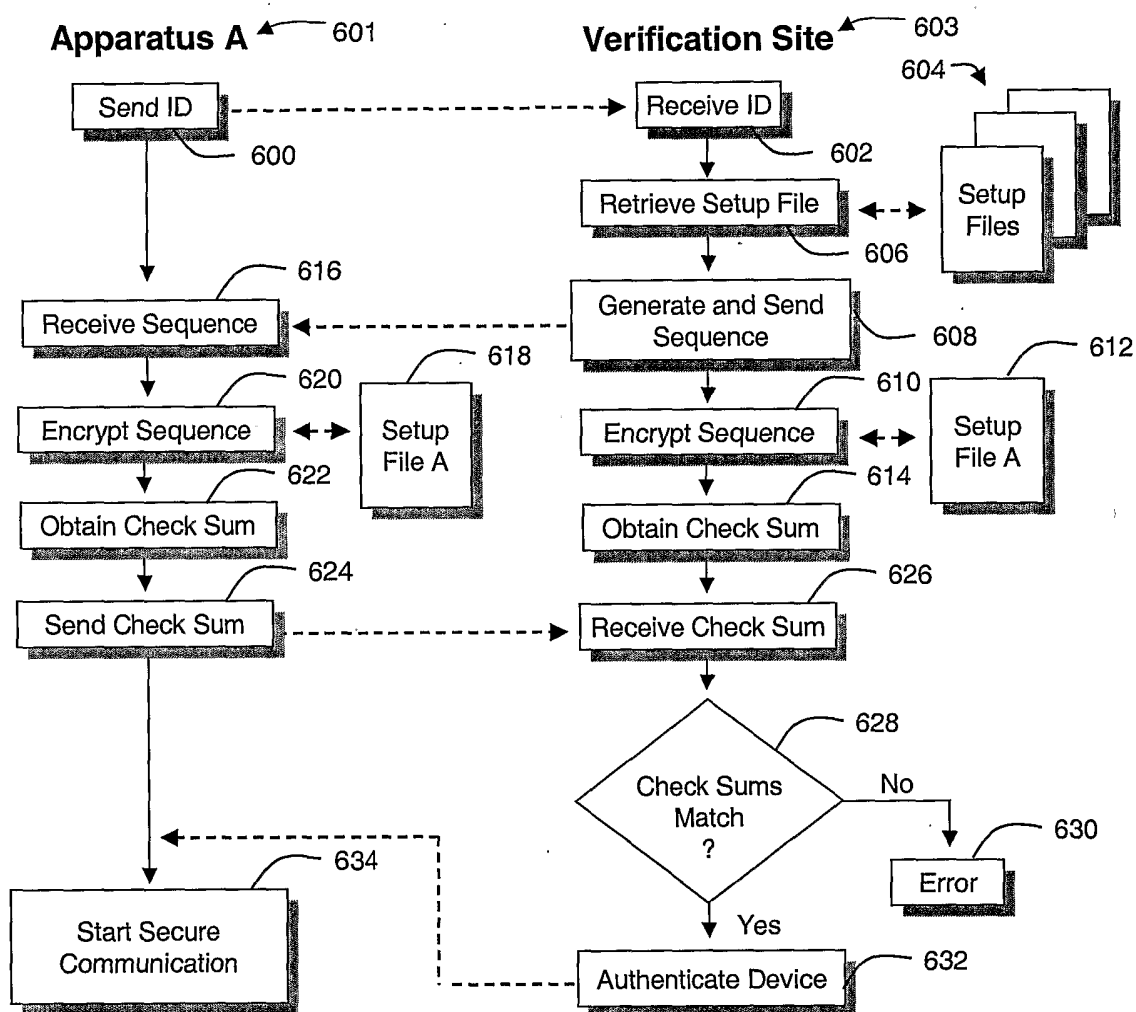 Apparatus A
601
Verification Site
603
604
Send ID
600
Receive ID
602
Setup
Files
Retrieve Setup File
606
616
Receive Sequence
Generate and Send
Sequence
608
618
612
620
Encrypt Sequence
Setup
File A
610
Encrypt Sequence
Setup
File A
622
Obtain Check Sum
614
Obtain Check Sum
624
Send Check Sum
626
Receive Check Sum
628
Check Sums
Match
?
No
630
Error
634
Start Secure
Communication
Yes
Authenticate Device
632